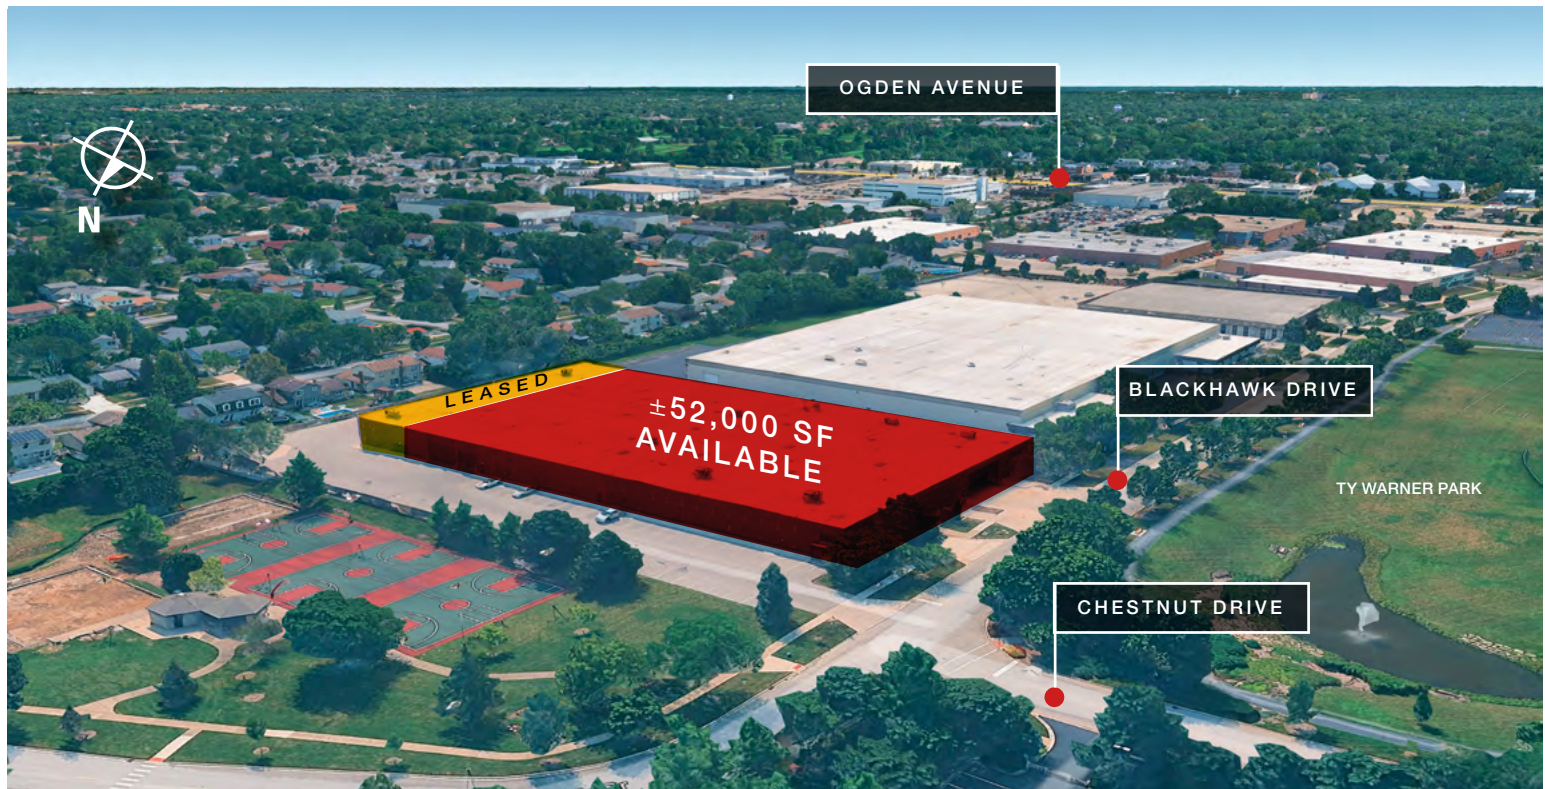 OGDEN AVENUE
N
LEASED
±52,000 SF
AVAILABLE
BLACKHAWK DRIVE
TY WARNER PARK
CHESTNUT DRIVE